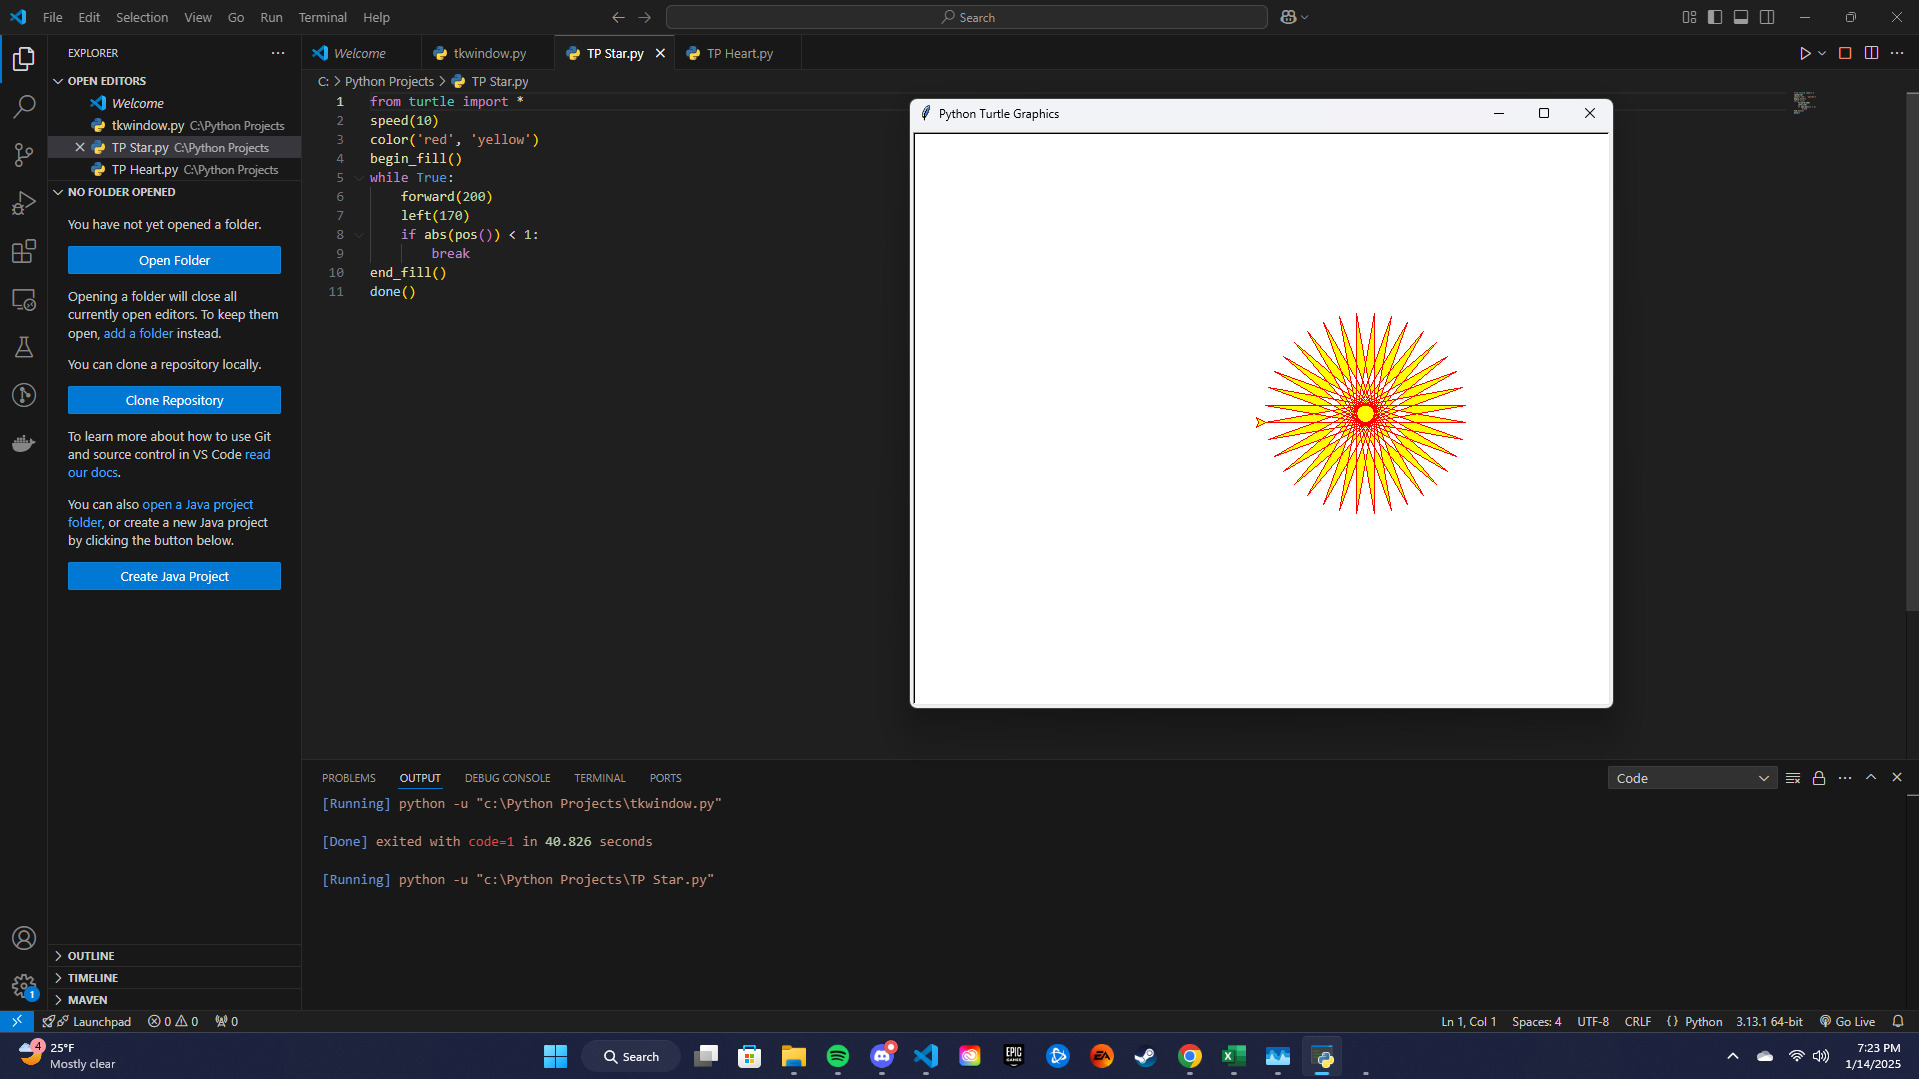 File Edit Selection View Go Run Terminal Help
Search
EXPLORER
OPEN EDITORS
Welcome
tkwindow.py C:\Python Projects
TP Star.py C:\Python Projects
TP Heart.py C:\Python Projects
NO FOLDER OPENED
You have not yet opened a folder.
Open Folder
Opening a folder will close all
currently open editors. To keep them
open, add a folder instead.
You can clone a repository locally.
Clone Repository
To learn more about how to use Git
and source control in VS Code read
our docs.
You can also open a Java project
folder, or create a new Java project
by clicking the button below.
Create Java Project
OUTLINE
TIMELINE
MAVEN
1
Welcome tkwindow.py TP Star.py TP Heart.py
C: > Python Projects > TP Star.py
1 from turtle import *
2 speed(10)
3 color('red', 'yellow')
4 begin_fill()
5 while True:
6 forward(200)
7 left(170)
8 if abs(pos()) < 1:
9 break
10 end_fill()
11 done()
Python Turtle Graphics
PROBLEMS OUTPUT DEBUG CONSOLE TERMINAL PORTS
Code
[Running] python -u "c:\Python Projects\tkwindow.py"
[Done] exited with code=1 in 40.826 seconds
[Running] python -u "c:\Python Projects\TP Star.py"
Launchpad 0 0 0
Ln 1, Col 1 Spaces: 4 UTF-8 CRLF {} Python 3.13.1 64-bit Go Live
4
25°F
Mostly clear
Search
EPIC
GAMES
EA
7:23 PM
1/14/2025